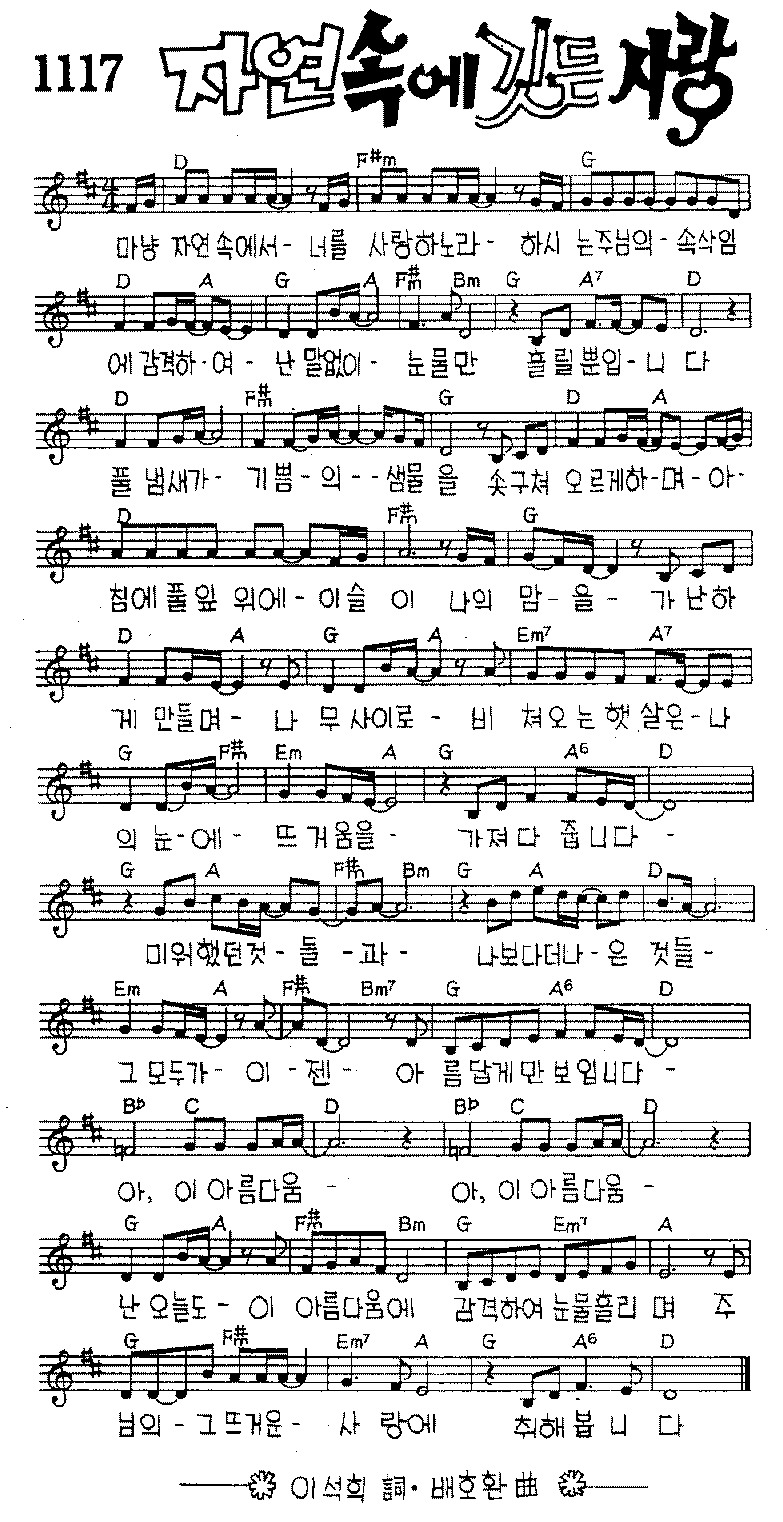 1117 자연속에 깃든 사랑
D F#m G
마냥 자연속에서- 너를 사랑하노라- 하시 는주님의- 속삭임
D A G A F#m Bm G A7 D
에감격하·여- 난 말없이- 눈물만 흘릴뿐입-니 다
D F#m G D A
풀 냄새가- 기쁨-의--샘물 을 솟구쳐 오르게하-며-아-
D F#m G
침에풀잎 위에-이슬 이 나의 맘-을- 가난하
D A G A Em7 A7
게 만들며- 나 무사이로- 비 쳐오는햇살은-나
G F#m Em A G A6 D
의 눈-에- 뜨거움을- 가져다 줍니다-
G A F#m Bm G A D
미워했던것-들-과- 나보다더나-은 것들-
Em A F#m Bm7 G A6 D
그 모두가- 이-젠- 아 름답게만보입니다-
Bb C D Bb C D
아, 이 아름다움- 아, 이 아름다움-
G A F#m Bm G Em7 A
난 오늘도-이 아름다움에 감격하여눈물흘리며 주
G F#m Em7 A G A6 D
님의-그뜨거운- 사 랑에 취해봅니 다
이석희 詞·배호환 曲